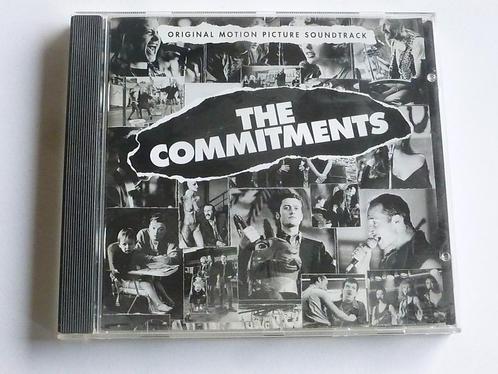 ORIGINAL MOTION PICTURE SOUNDTRACK
THE
COMMITMENTS